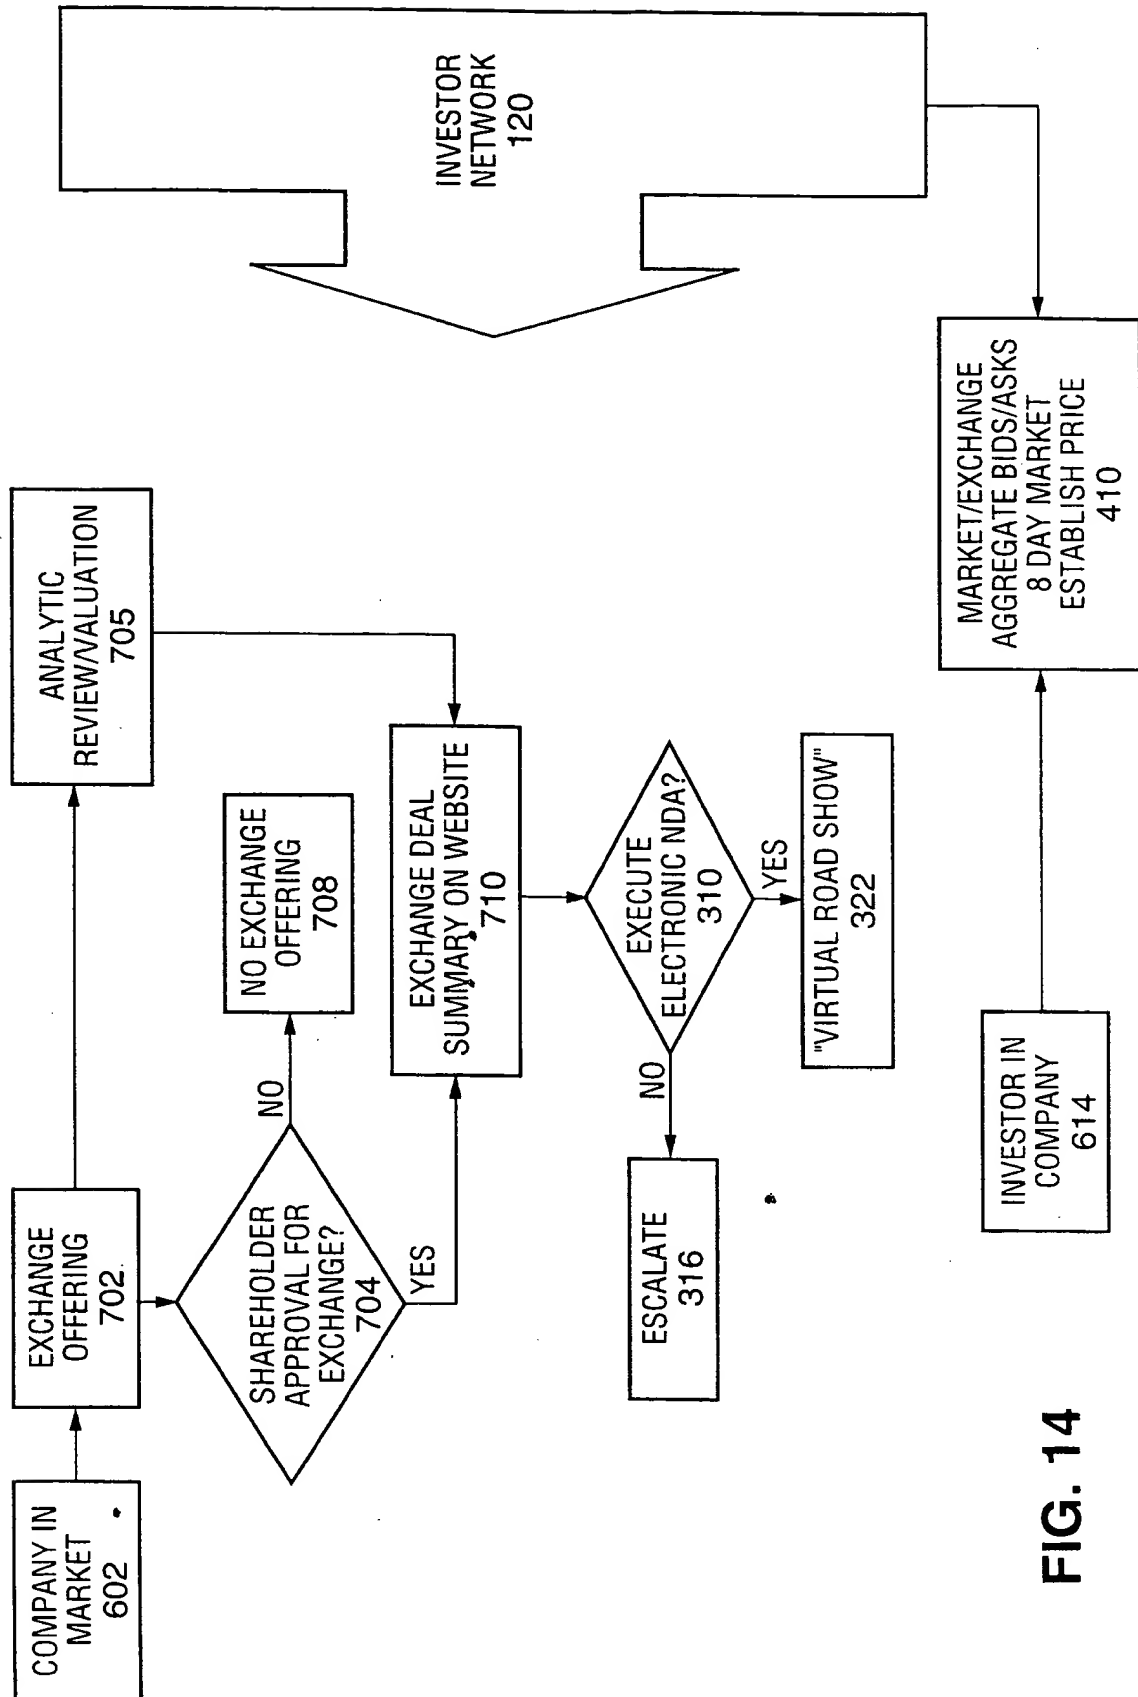 COMPANY IN
MARKET
602
EXCHANGE
OFFERING
702
ANALYTIC
REVIEW/VALUATION
705
SHAREHOLDER
APPROVAL FOR
EXCHANGE?
704
NO
NO EXCHANGE
OFFERING
708
YES
EXCHANGE DEAL
SUMMARY ON WEBSITE
710
EXECUTE
ELECTRONIC NDA?
310
NO
ESCALATE
316
YES
"VIRTUAL ROAD SHOW"
322
INVESTOR
NETWORK
120
INVESTOR IN
COMPANY
614
MARKET/EXCHANGE
AGGREGATE BIDS/ASKS
8 DAY MARKET
ESTABLISH PRICE
410
FIG. 14